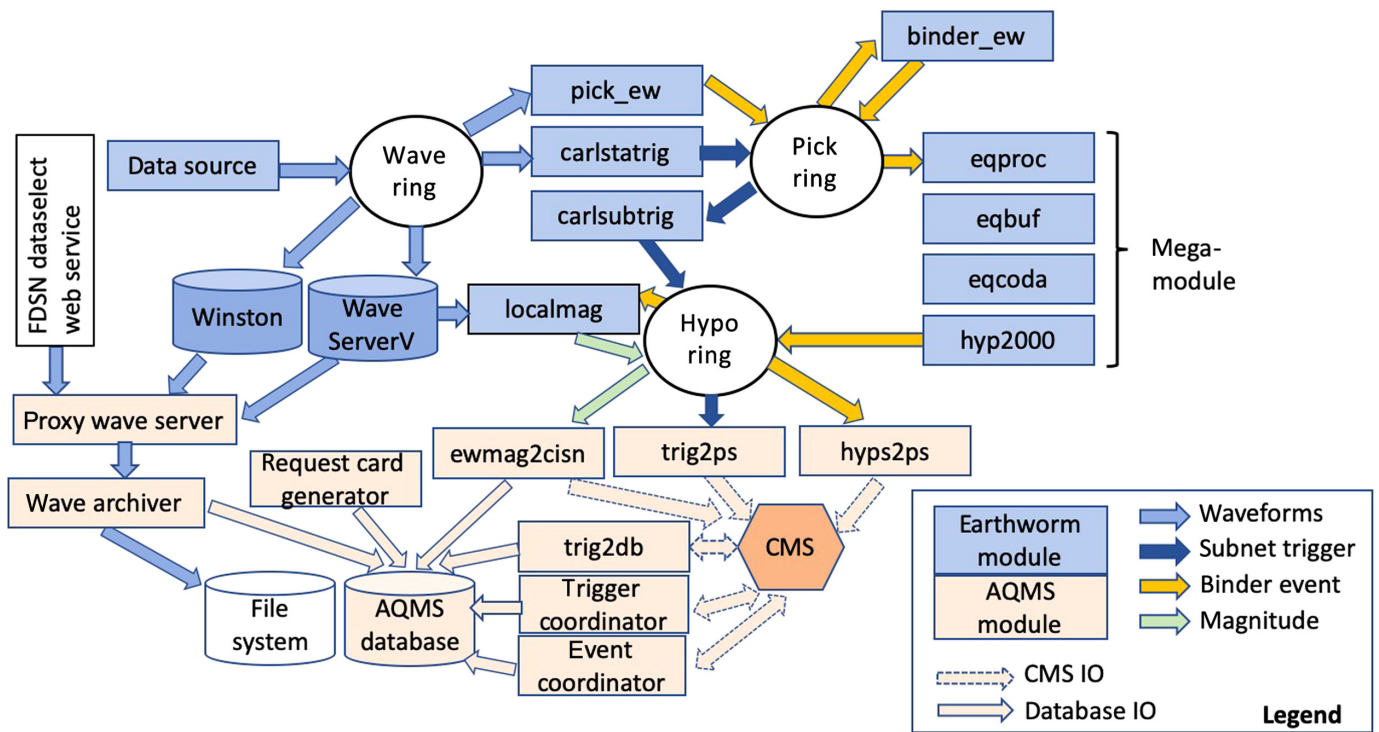 binder_ew
pick_ew
Wave
ring
Pick
ring
Data source
carlstatrig
eqproc
FDSN dataselect
web service
carlsubtrig
eqbuf
Mega-
module
eqcoda
Winston
Wave
ServerV
localmag
Hypo
ring
hyp2000
Proxy wave server
ewmag2cisn
trig2ps
hyps2ps
Request card
generator
Wave archiver
trig2db
CMS
File
system
AQMS
database
Trigger
coordinator
Event
coordinator
Earthworm
module
AQMS
module
Waveforms
Subnet trigger
Binder event
Magnitude
CMS IO
Database IO
Legend